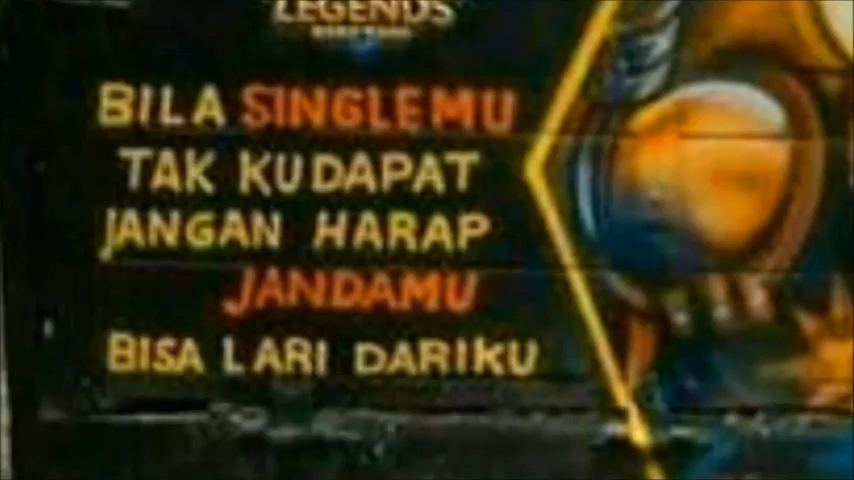 LEGENDS
BILA SINGLEMU
TAK KUDAPAT
JANGAN HARAP
JANDAMU
BISA LARI DARIKU